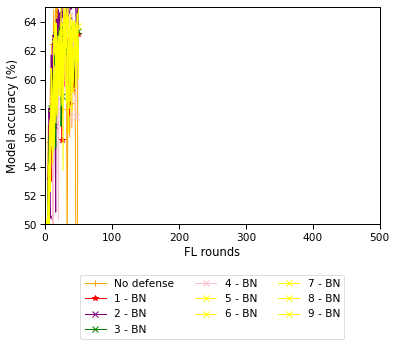 64
62
60
58
56
54
52
50
Model accuracy (%)
0 100 200 300 400 500
FL rounds
No defense 4 - BN 7 - BN
1 - BN 5 - BN 8 - BN
2 - BN 6 - BN 9 - BN
3 - BN